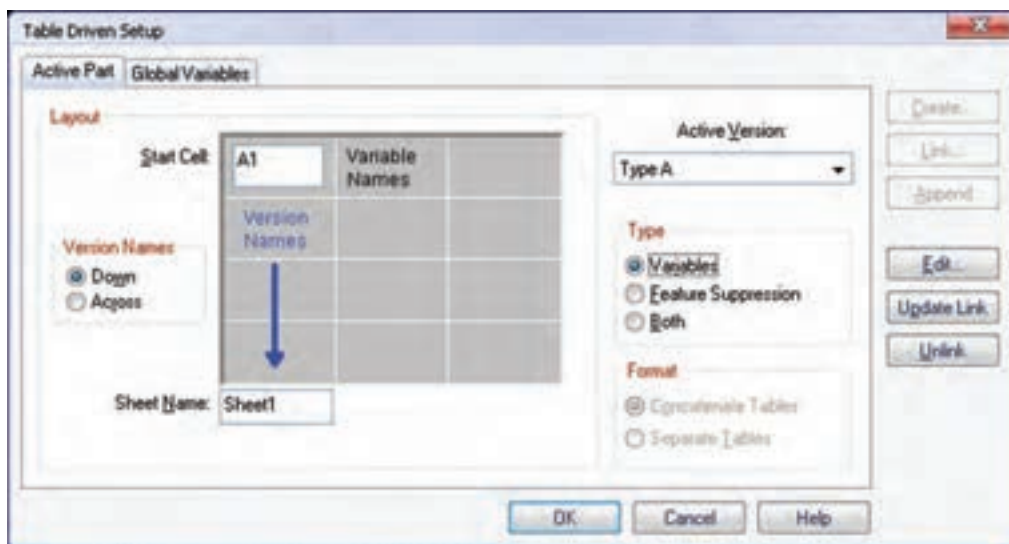 Table Driven Setup
Active Part
Global Variables
Layout
Start Cell:
A1
Variable
Names
Version
Names
Version Names
Down
Across
Sheet Name:
Sheet1
Active Version:
Type A
Type
Variables
Feature Suppression
Both
Format
Concatenate Tables
Separate Tables
Create...
Link...
Append
Edit...
Update Link
Unlink
OK
Cancel
Help